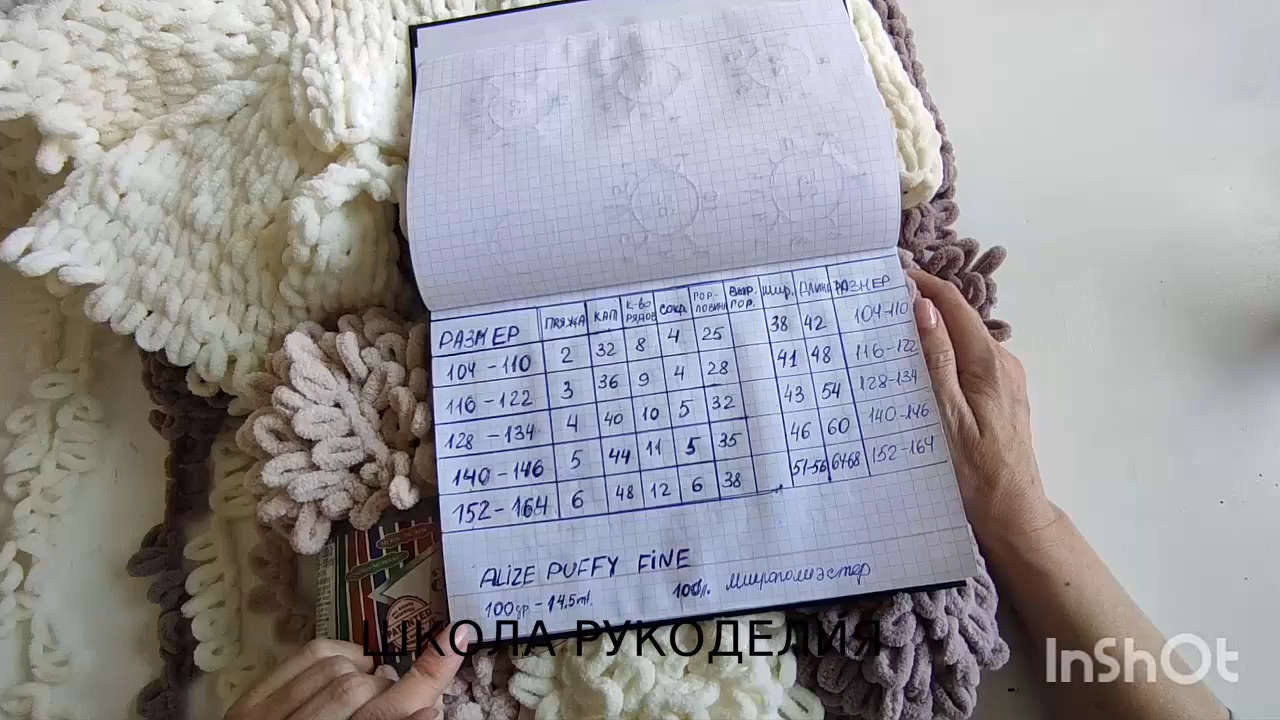 РАЗМЕР ПРЯЖА КАП К-ВО РЯДОВ СОКР. ГОР-ЛОВИНА ВЫР. ГОР. ШИР. ДЛИНА РАЗМЕР
104-110 2 32 8 4 25 38 42 104-110
116-122 3 36 9 4 28 41 48 116-122
128-134 4 40 10 5 32 43 54 128-134
140-146 5 44 11 5 35 46 60 140-146
152-164 6 48 12 6 38 51-56 64-68 152-164
ALIZE PUFFY FINE
100gp - 14,5mt. 100% микрополиэстер
PATENTED
ШКОЛА РУКОДЕЛИЯ
InShOt